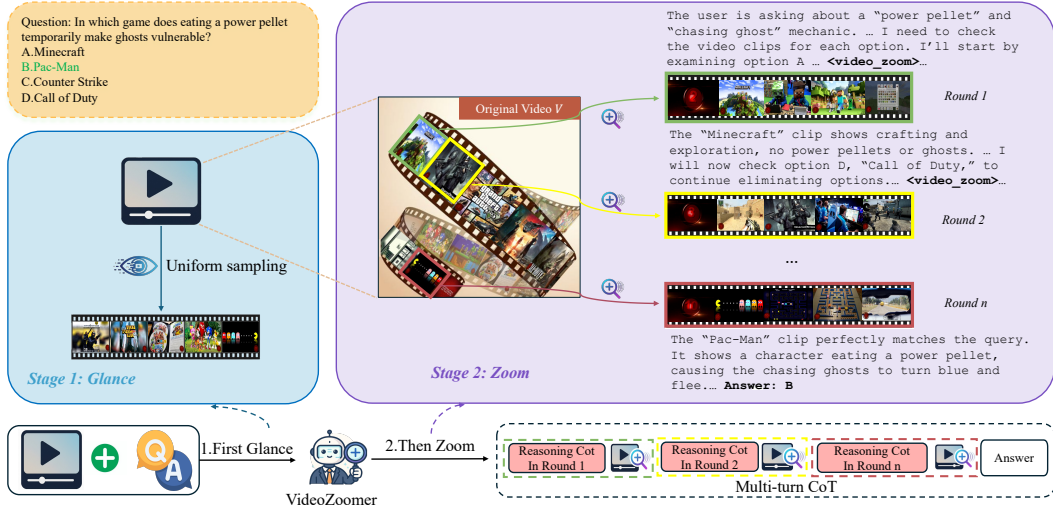 Question: In which game does eating a power pellet
temporarily make ghosts vulnerable?
A.Minecraft
B.Pac-Man
C.Counter Strike
D.Call of Duty
Uniform sampling
Stage 1: Glance
Original Video V
Stage 2: Zoom
The user is asking about a “power pellet” and
“chasing ghost” mechanic. … I need to check
the video clips for each option. I’ll start by
examining option A … <video_zoom>…
Round 1
The “Minecraft” clip shows crafting and
exploration, no power pellets or ghosts. … I
will now check option D, “Call of Duty,” to
continue eliminating options.… <video_zoom>…
Round 2
...
Round n
The “Pac-Man” clip perfectly matches the query.
It shows a character eating a power pellet,
causing the chasing ghosts to turn blue and
flee.… Answer: B
Q
A
1.First Glance
VideoZoomer
2.Then Zoom
Reasoning Cot
In Round 1
Reasoning Cot
In Round 2
Reasoning Cot
In Round n
Answer
Multi-turn CoT